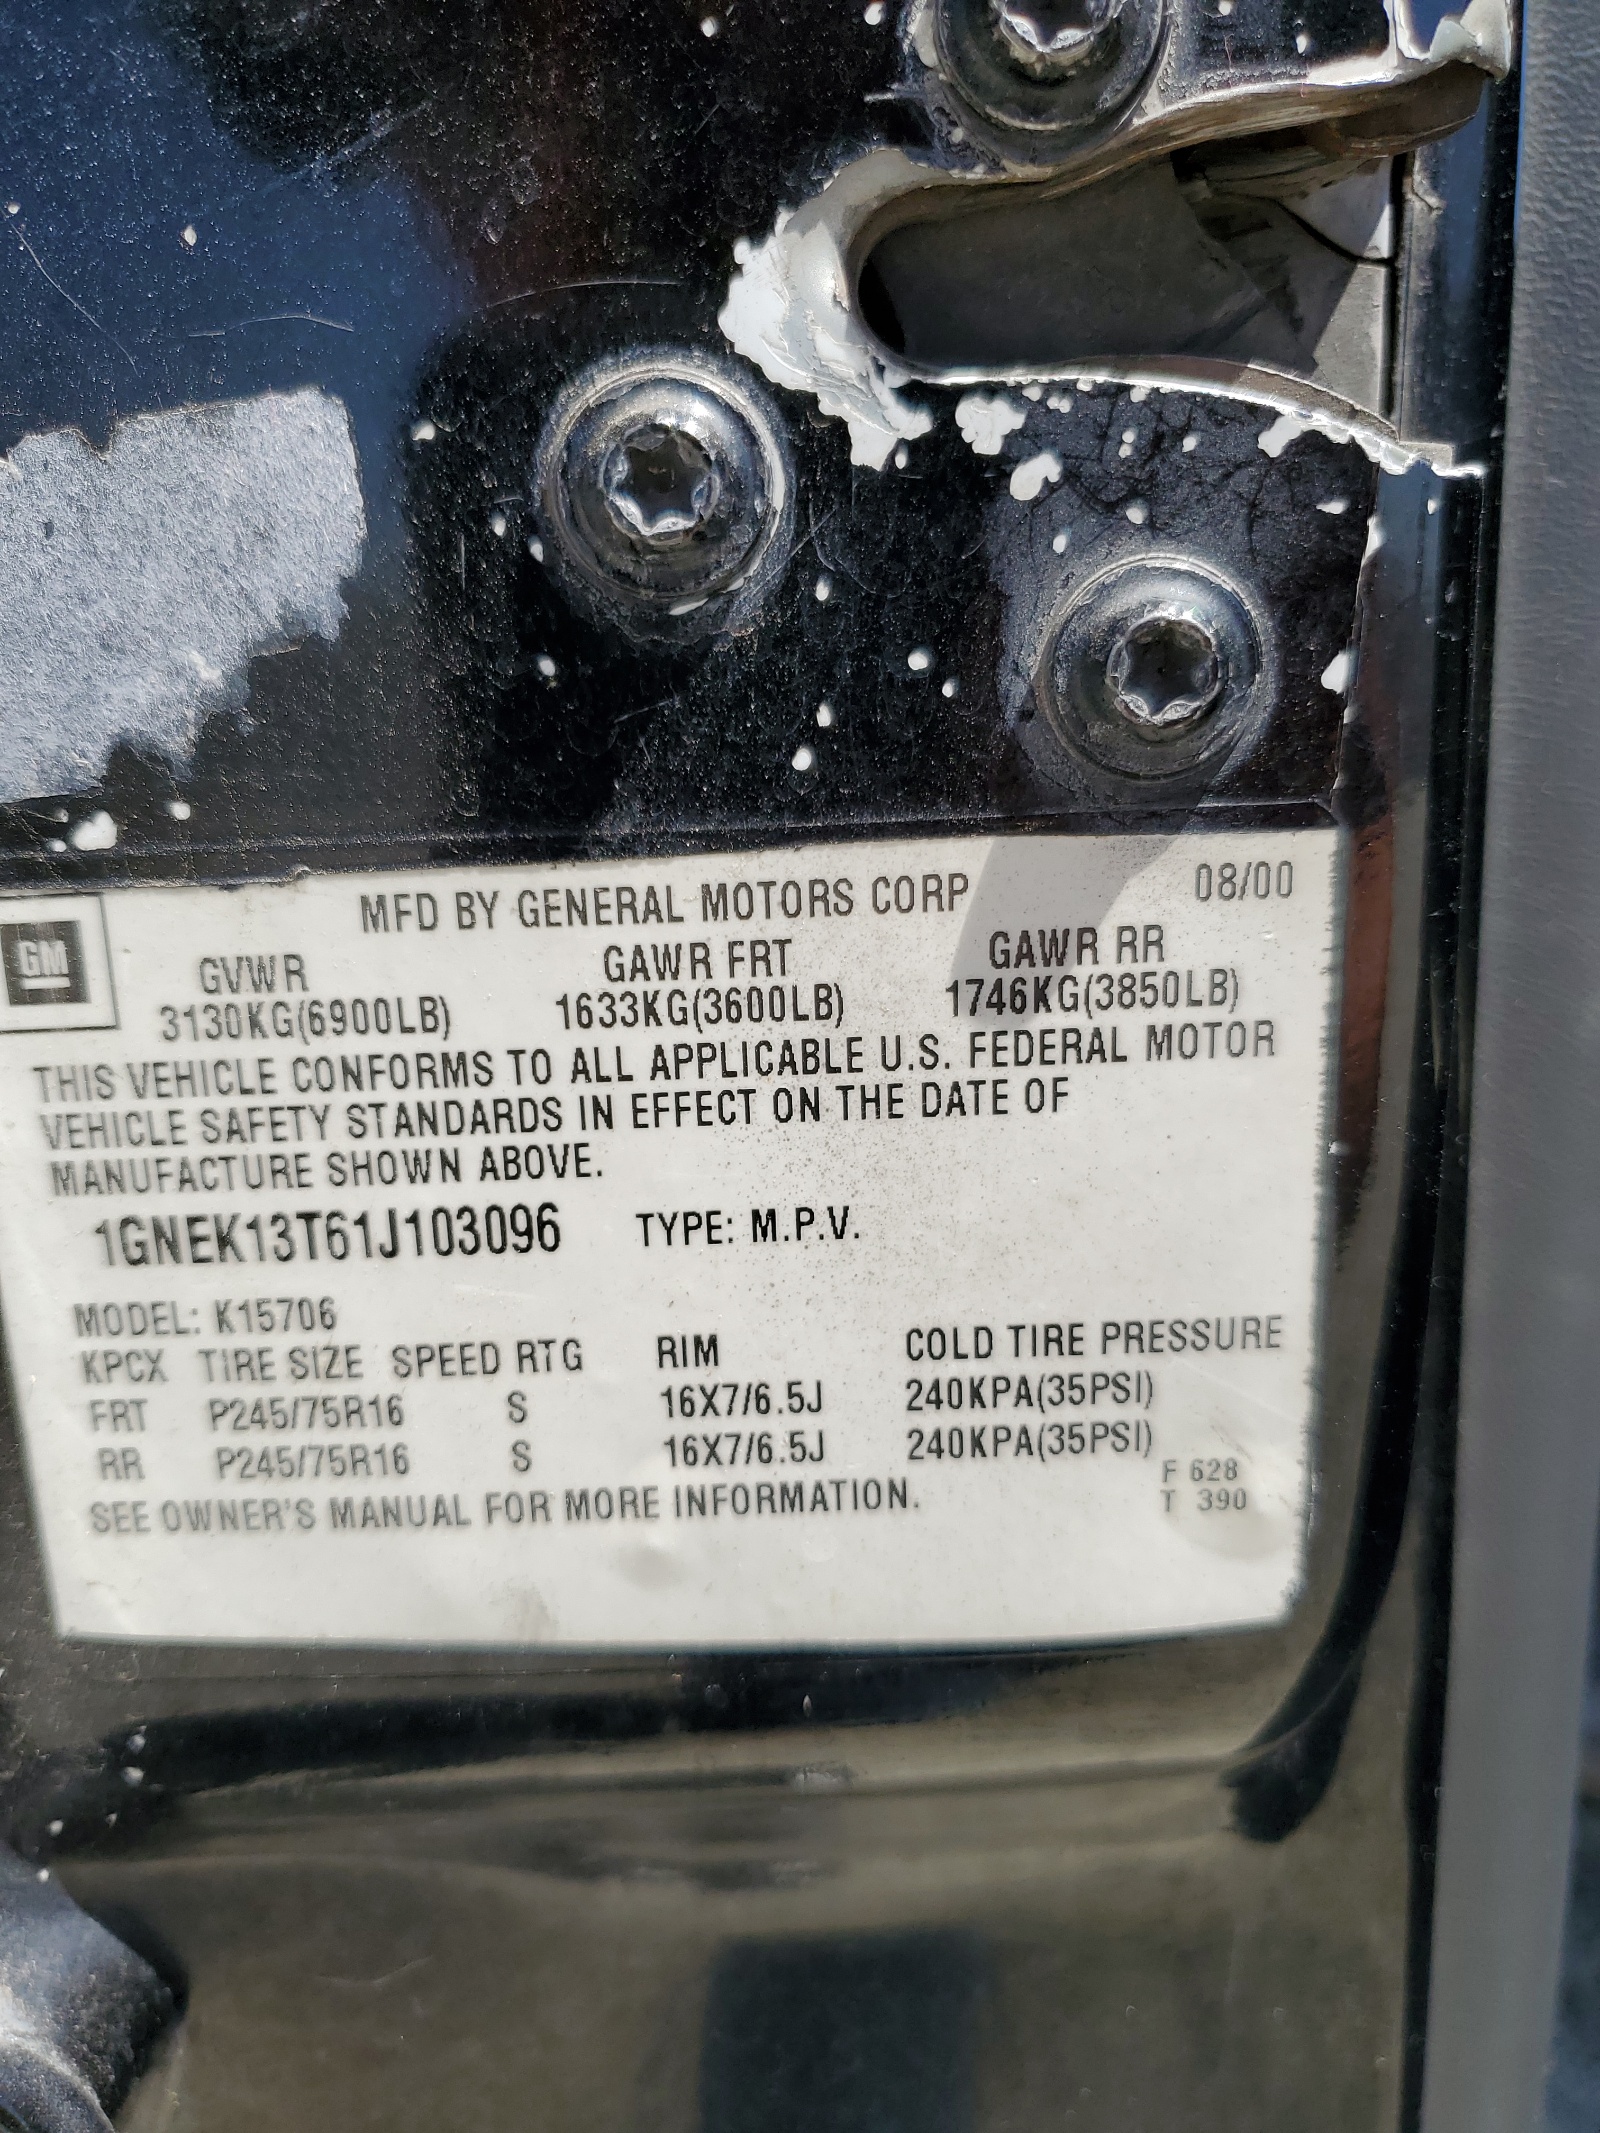 MFD BY GENERAL MOTORS CORP 08/00
GM
GVWR GAWR FRT GAWR RR
3130KG(6900LB) 1633KG(3600LB) 1746KG(3850LB)
THIS VEHICLE CONFORMS TO ALL APPLICABLE U.S. FEDERAL MOTOR
VEHICLE SAFETY STANDARDS IN EFFECT ON THE DATE OF
MANUFACTURE SHOWN ABOVE.
1GNEK13T61J103096 TYPE: M.P.V.
MODEL: K15706
KPCX TIRE SIZE SPEED RTG RIM COLD TIRE PRESSURE
FRT P245/75R16 S 16X7/6.5J 240KPA(35PSI)
RR P245/75R16 S 16X7/6.5J 240KPA(35PSI)
SEE OWNER'S MANUAL FOR MORE INFORMATION.
F 628
T 390